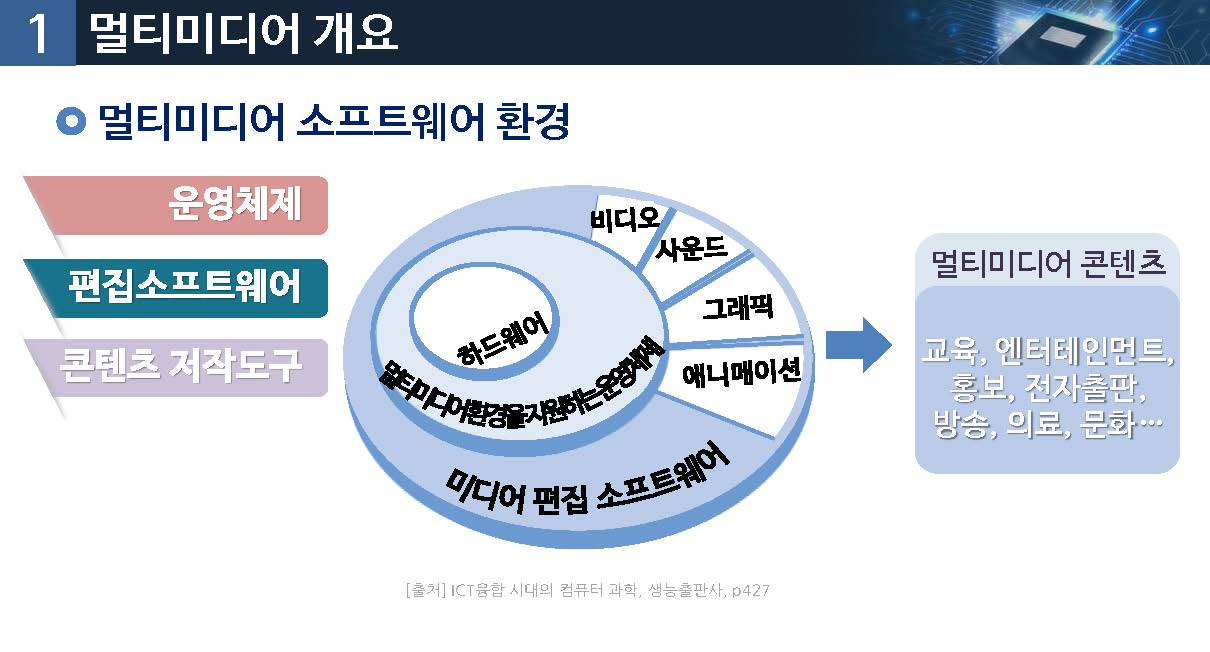 1 멀티미디어 개요
멀티미디어 소프트웨어 환경
운영체제
편집소프트웨어
콘텐츠 저작도구
비디오
사운드
그래픽
애니메이션
하드웨어
멀티미디어환경을지원하는운영체제
미디어 편집 소프트웨어
멀티미디어 콘텐츠
교육, 엔터테인먼트,
홍보, 전자출판,
방송, 의료, 문화…
[출처] ICT융합 시대의 컴퓨터 과학, 생능출판사, p427